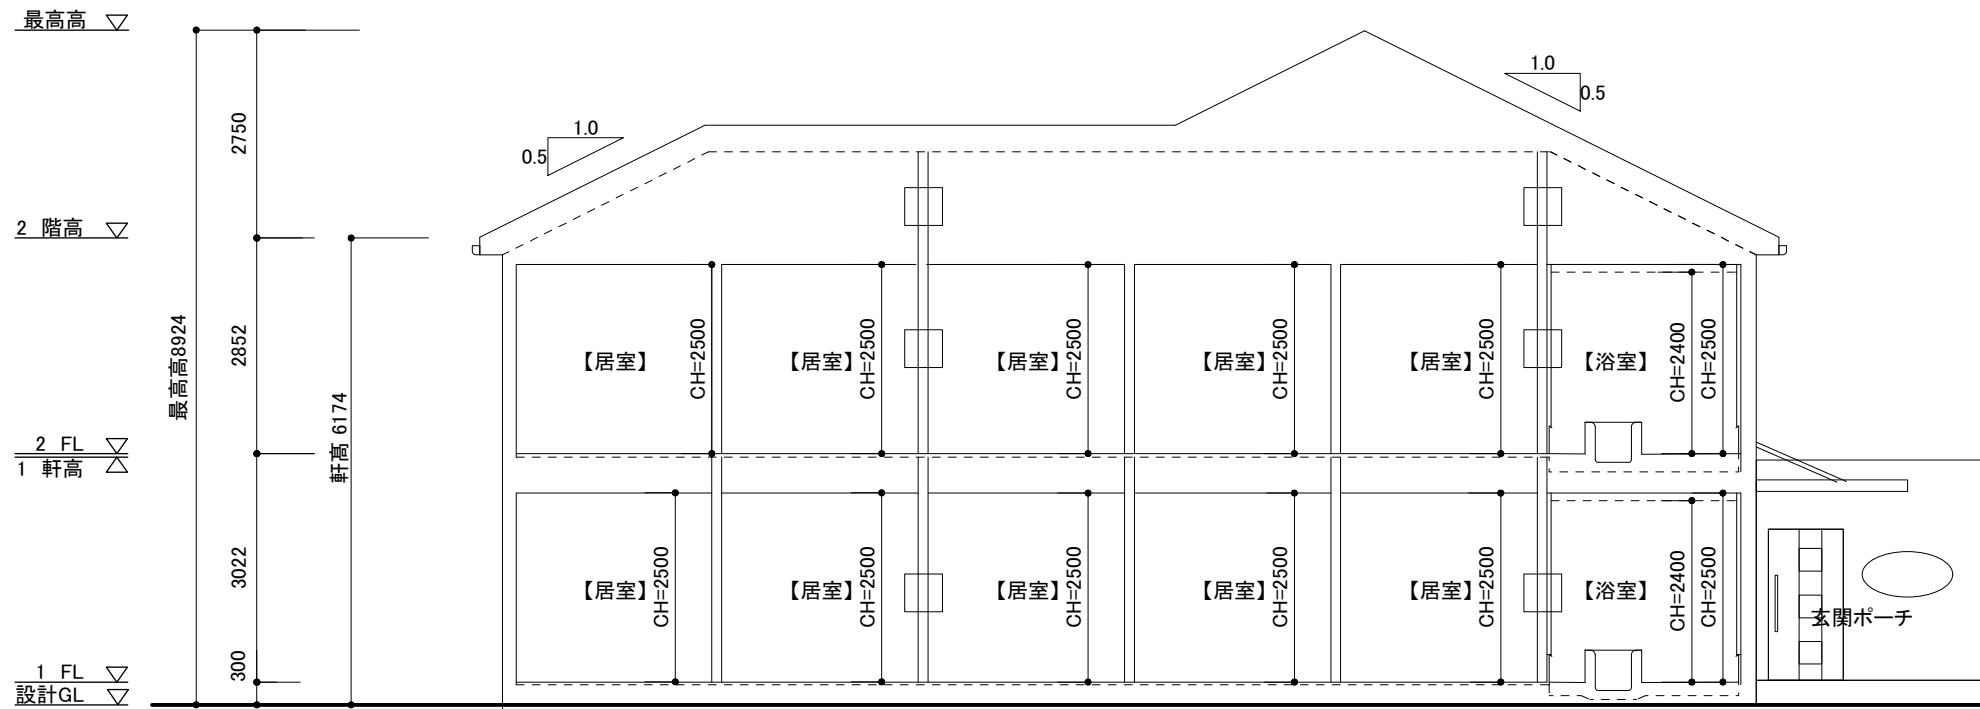 最高高
1.0
0.5
1.0
0.5
2750
2 階高
最高高8924
2852
軒高 6174
【居室】
CH=2500
【居室】
CH=2500
【居室】
CH=2500
【居室】
CH=2500
【居室】
CH=2500
【浴室】
CH=2400
CH=2500
2 FL
1 軒高
3022
【居室】
CH=2500
【居室】
CH=2500
【居室】
CH=2500
【居室】
CH=2500
【居室】
CH=2500
【浴室】
CH=2400
CH=2500
玄関ポーチ
300
1 FL
設計GL